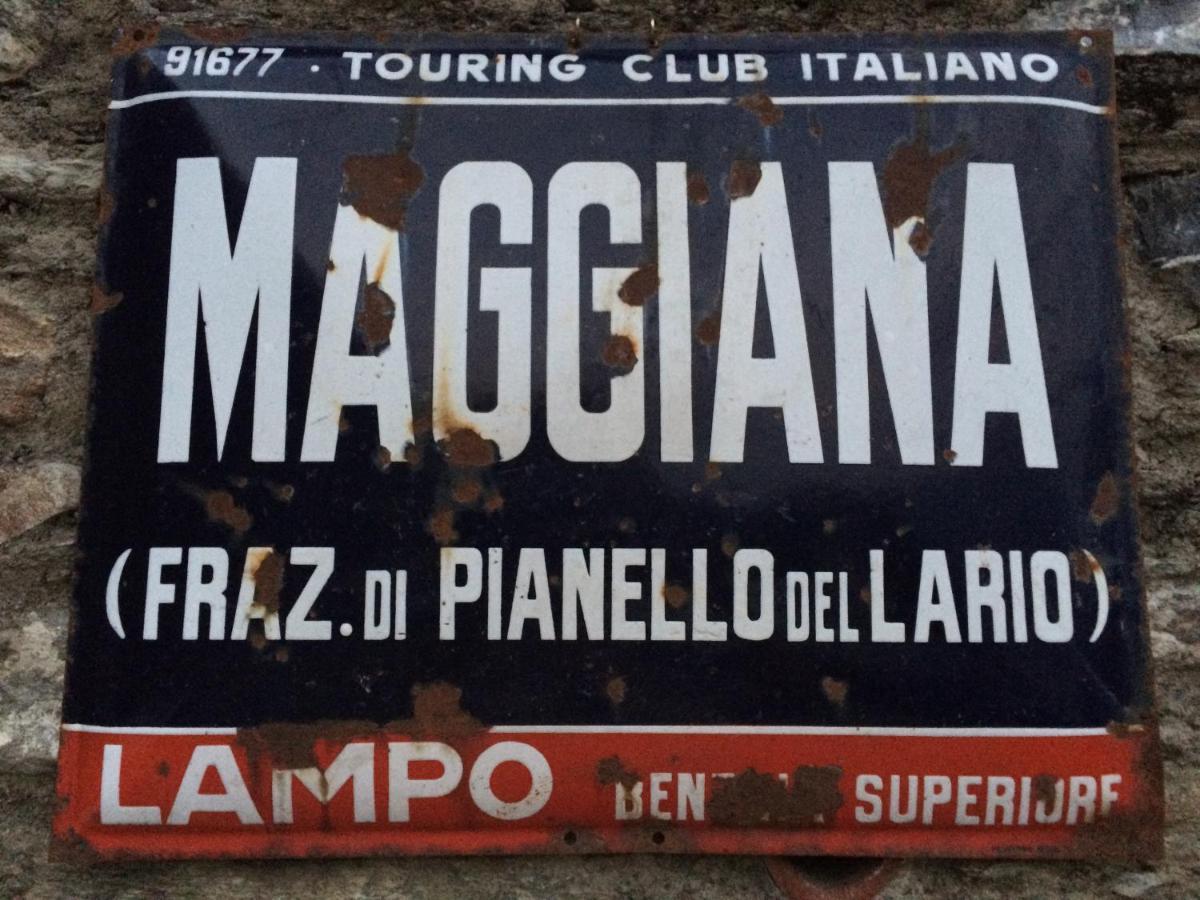 91677 · TOURING CLUB ITALIANO
MAGGIANA
(FRAZ. DI PIANELLO DEL LARIO)
LAMPO SUPERIORE